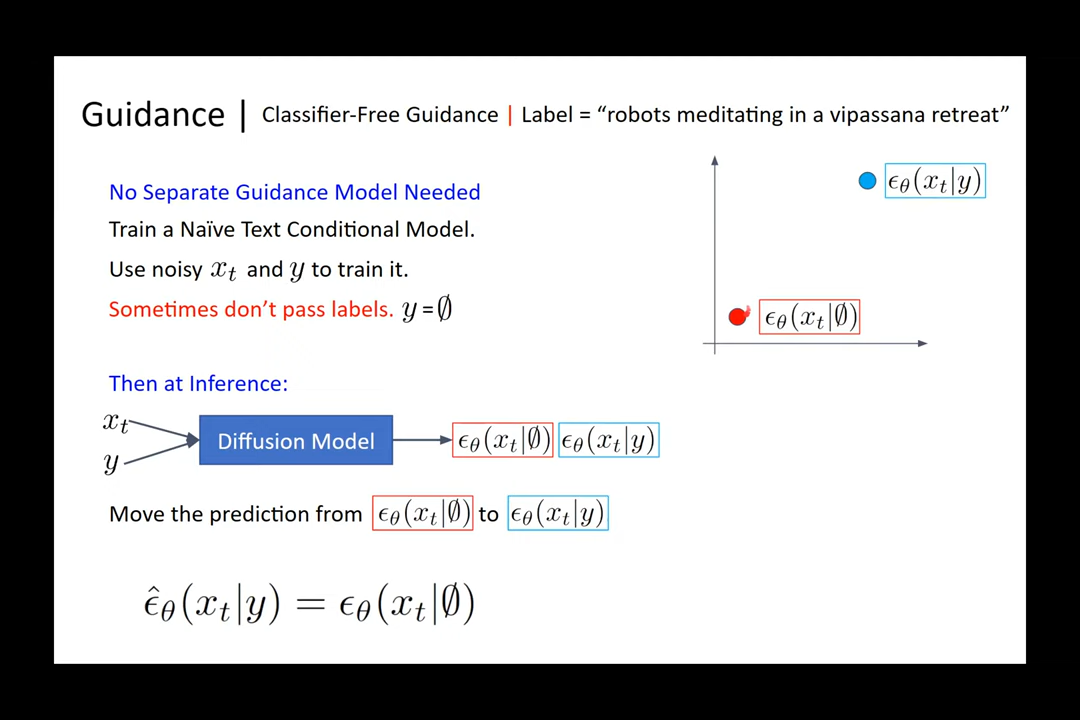 Guidance | Classifier-Free Guidance | Label = “robots meditating in a vipassana retreat”
No Separate Guidance Model Needed
Train a Naïve Text Conditional Model.
Use noisy xₜ and y to train it.
Sometimes don’t pass labels. y = ∅
ϵθ(xₜ|y)
ϵθ(xₜ|∅)
Then at Inference:
xₜ
y
Diffusion Model
ϵθ(xₜ|∅) ϵθ(xₜ|y)
Move the prediction from ϵθ(xₜ|∅) to ϵθ(xₜ|y)
ϵ̂θ(xₜ|y) = ϵθ(xₜ|∅)